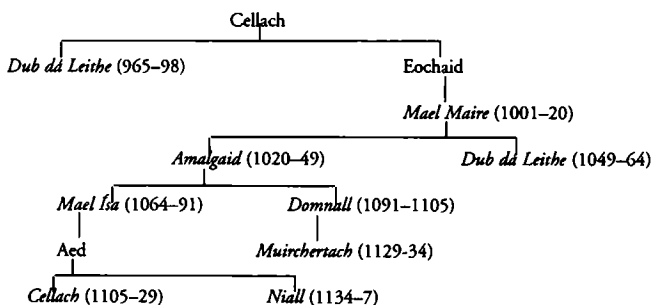 Cellach
Dub dá Leithe (965–98) Eochaid
Mael Maire (1001–20)
Amalgaid (1020–49) Dub dá Leithe (1049–64)
Mael Ísa (1064–91) Domnall (1091–1105)
Aed Muirchertach (1129-34)
Cellach (1105–29) Niall (1134–7)